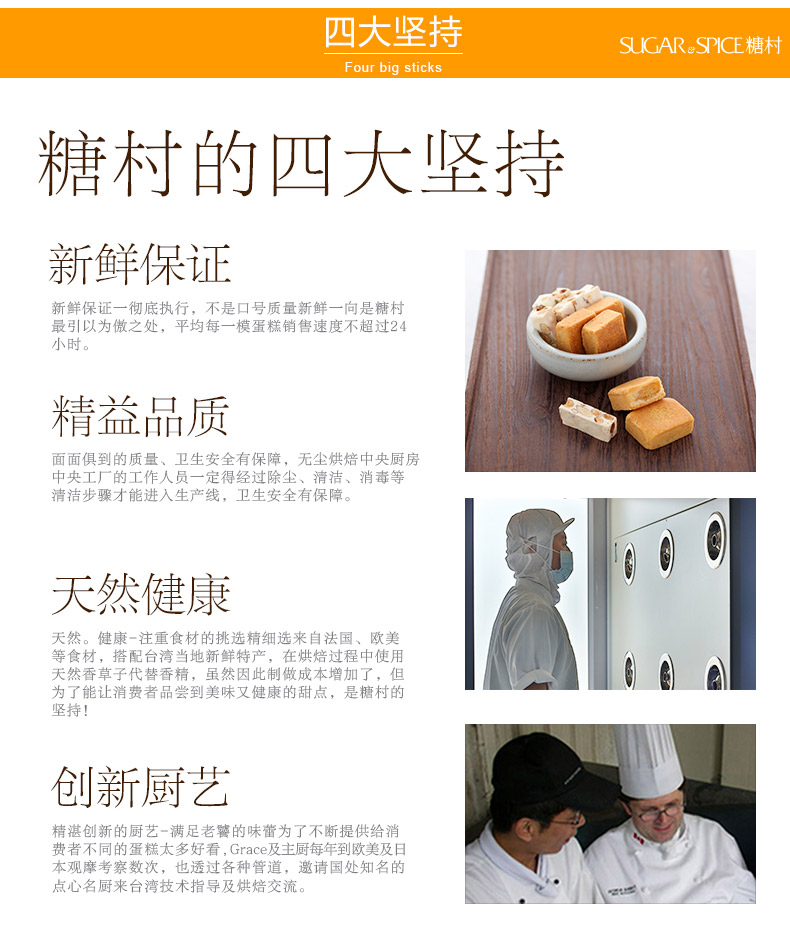 四大坚持
Four big sticks
SUGAR & SPICE糖村
糖村的四大坚持
新鲜保证
新鲜保证一彻底执行，不是口号质量新鲜一向是糖村
最引以为傲之处，平均每一模蛋糕销售速度不超过24
小时。
精益品质
面面俱到的质量、卫生安全有保障，无尘烘焙中央厨房
中央工厂的工作人员一定得经过除尘、清洁、消毒等
清洁步骤才能进入生产线，卫生安全有保障。
天然健康
天然。健康-注重食材的挑选精细选来自法国、欧美
等食材，搭配台湾当地新鲜特产，在烘焙过程中使用
天然香草子代替香精，虽然因此制做成本增加了，但
为了能让消费者品尝到美味又健康的甜点，是糖村的
坚持！
创新厨艺
精湛创新的厨艺-满足老饕的味蕾为了不断提供给消
费者不同的蛋糕太多好看,Grace及主厨每年到欧美及日
本观摩考察数次，也透过各种管道，邀请国处知名的
点心名厨来台湾技术指导及烘焙交流。